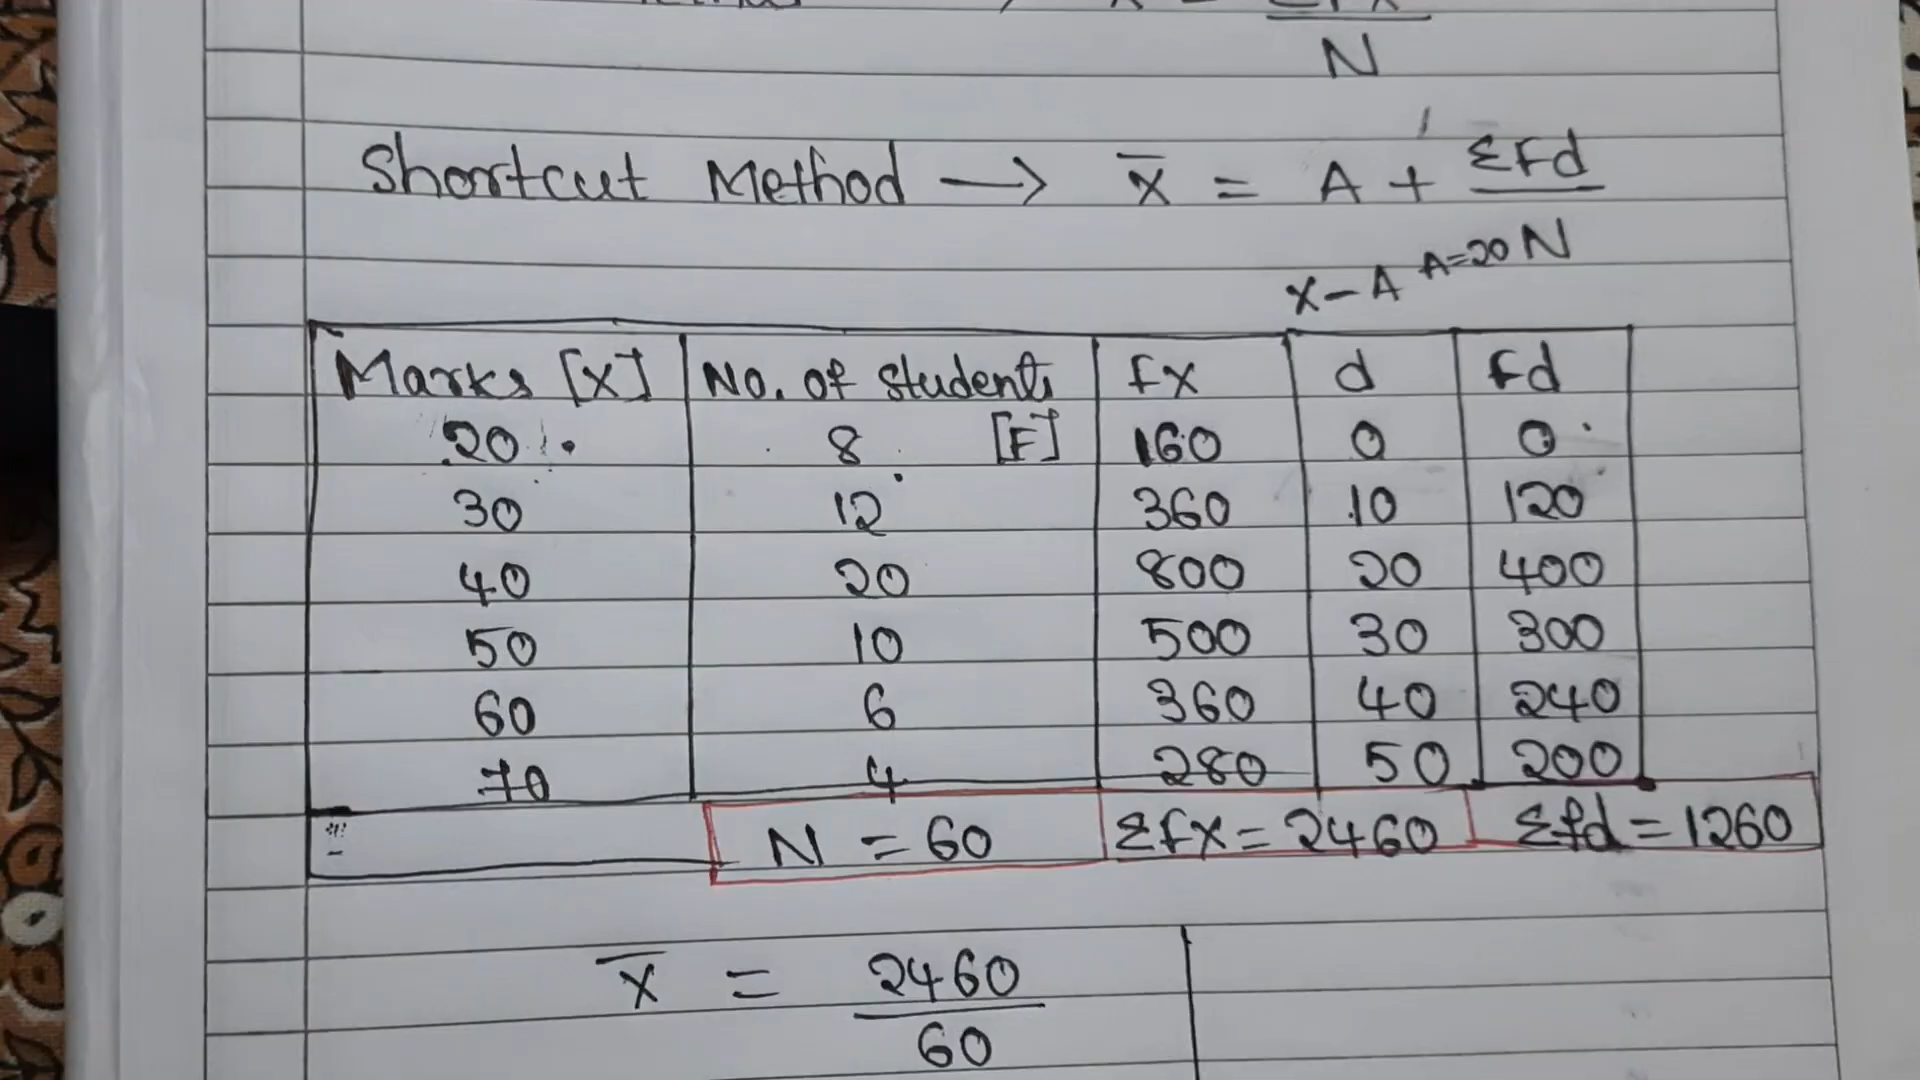 N
Shortcut Method → x̄ = A + Σfd
N
x-A A=20
Marks [X] No. of Students fx d fd
20 8 [F] 160 0 0
30 12 360 10 120
40 20 800 20 400
50 10 500 30 300
60 6 360 40 240
70 4 280 50 200
N = 60 Σfx = 2460 Σfd = 1260
x̄ = 2460
60